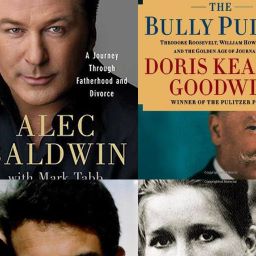 A Journey
Through
Fatherhood and
Divorce
ALEC
BALDWIN
with Mark Tabb
THE
BULLY PUL
THEODORE ROOSEVELT, WILLIAM HOW
AND THE GOLDEN AGE OF JOURNAL
DORIS KEA
GOODWI
WINNER OF THE PULITZER P